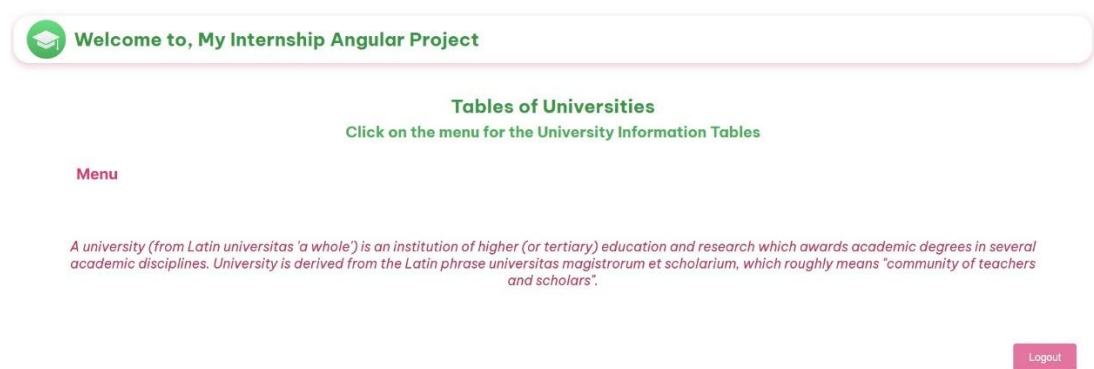 Welcome to, My Internship Angular Project
Tables of Universities
Click on the menu for the University Information Tables
Menu
A university (from Latin universitas 'a whole') is an institution of higher (or tertiary) education and research which awards academic degrees in several
academic disciplines. University is derived from the Latin phrase universitas magistrorum et scholarium, which roughly means "community of teachers
and scholars".
Logout